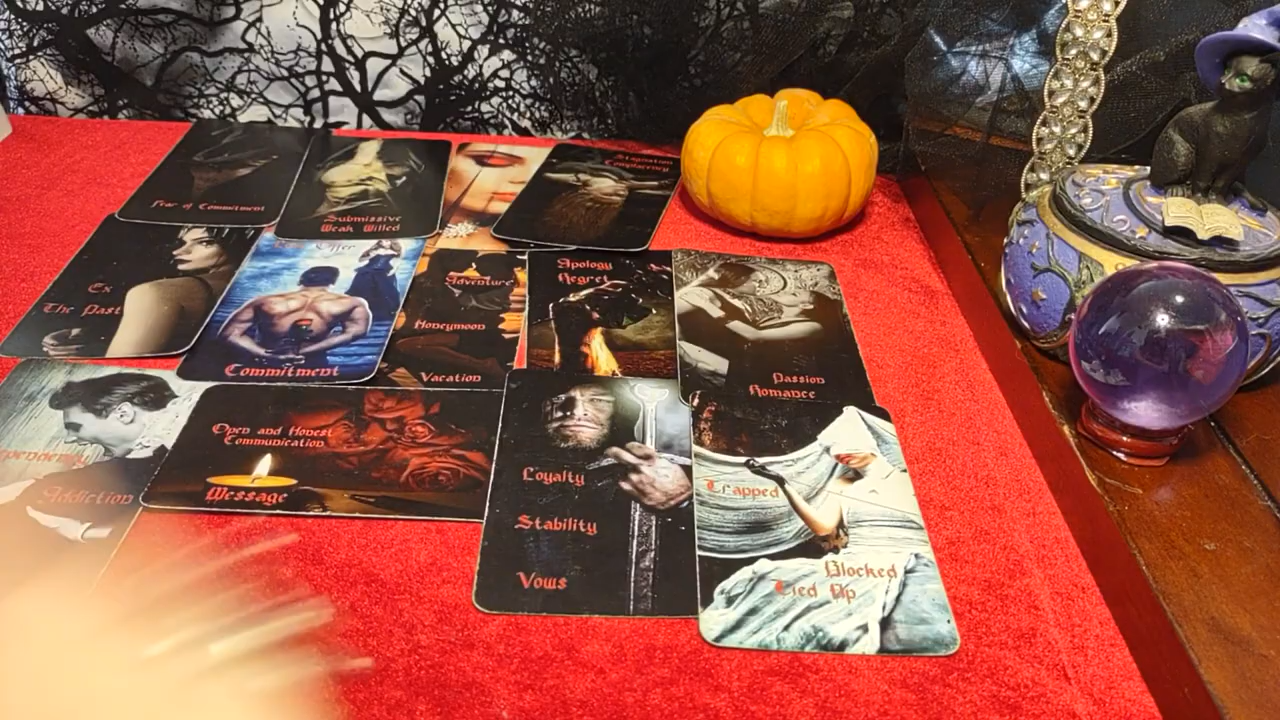 Fear of Commitment
Submissive
Weak Willed
Stagnation
Complacency
Ex
The Past
Offer
Commitment
Adventure
Honeymoon
Vacation
Apology
Regret
Passion
Romance
Addiction
Open and Honest
Communication
Message
Loyalty
Stability
Vows
Trapped
Blocked
Tied Up